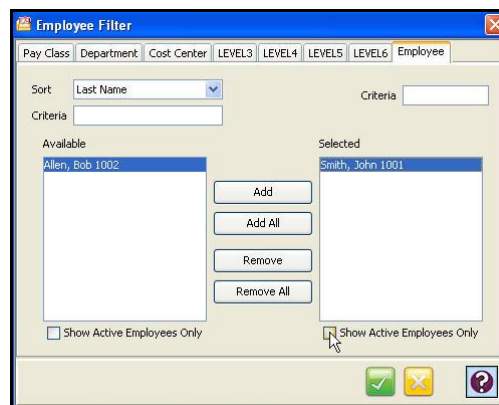 Employee Filter
Pay Class Department Cost Center LEVEL3 LEVEL4 LEVEL5 LEVEL6 Employee
Sort Last Name Criteria
Criteria
Available Selected
Allen, Bob 1002 Smith, John 1001
Add
Add All
Remove
Remove All
Show Active Employees Only Show Active Employees Only
?